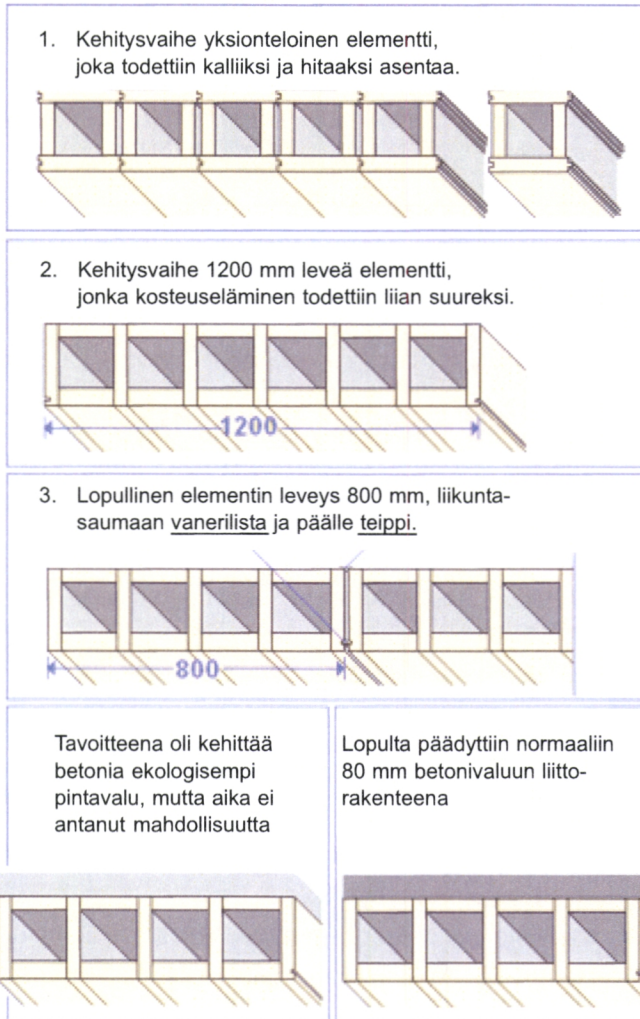 1. Kehitysvaihe yksionteloinen elementti,
joka todettiin kalliiksi ja hitaaksi asentaa.
2. Kehitysvaihe 1200 mm leveä elementti,
jonka kosteuseläminen todettiin liian suureksi.
1200
3. Lopullinen elementin leveys 800 mm, liikunta-
saumaan vanerilista ja päälle teippi.
800
Tavoitteena oli kehittää
betonia ekologisempi
pintavalu, mutta aika ei
antanut mahdollisuutta
Lopulta päädyttiin normaaliin
80 mm betonivaluun liitto-
rakenteena